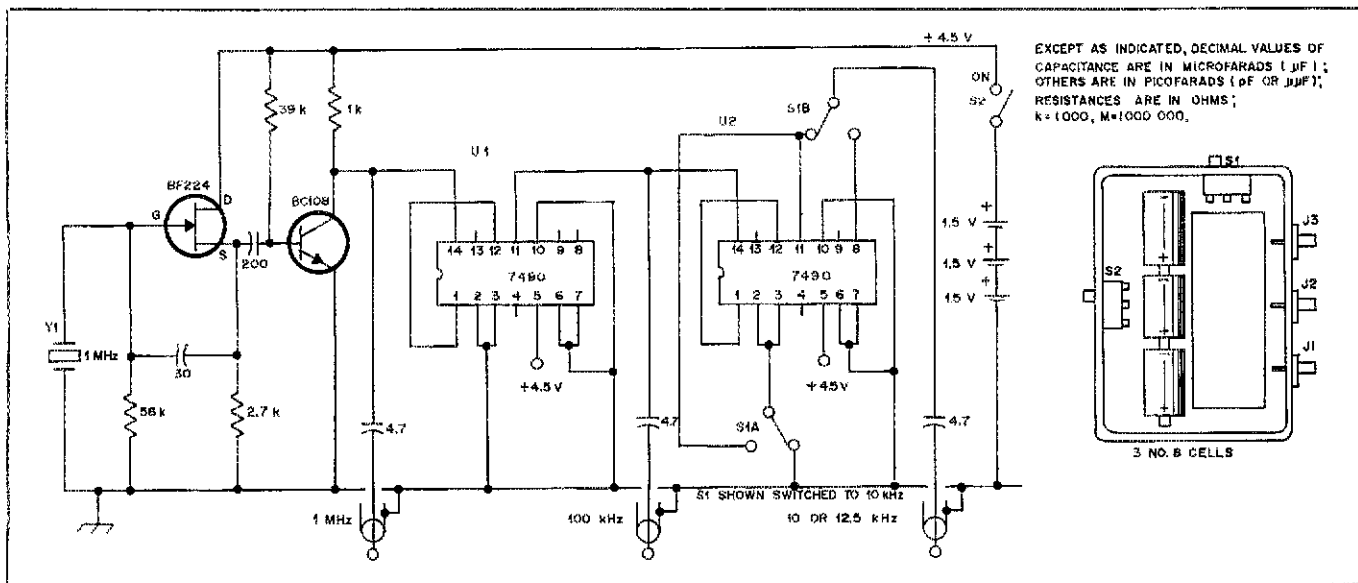 + 4.5 V
EXCEPT AS INDICATED, DECIMAL VALUES OF
CAPACITANCE ARE IN MICROFARADS ( µF ) ;
OTHERS ARE IN PICOFARADS ( pF OR µµF);
RESISTANCES ARE IN OHMS;
k=1000, M=1000 000.
ON
S2
39 k
1k
S1B
U1
U2
BF224
G
D
S
BC108
200
14 13 12 11 10 9 8
7490
1 2 3 4 5 6 7
+4.5V
14 13 12 11 10 9 8
7490
1 2 3 4 5 6 7
+4.5V
1.5 V
+
1.5 V
+
1.5 V
+
S1
S2
J3
J2
J1
+
+
+
3 NO. 8 CELLS
Y1
1 MHz
30
56 k
2.7 k
4.7
4.7
S1A
4.7
S1 SHOWN SWITCHED TO 10 kHz
1 MHz
100 kHz
10 OR 12.5 kHz